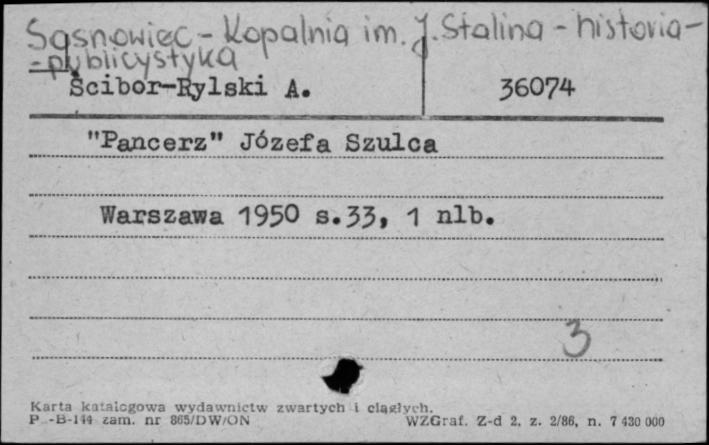 Sosnowiec - Kopalnia im. J. Stalina - historia -
- publicystyka
Ścibor-Rylski A. 36074
"Pancerz" Józefa Szulca
Warszawa 1950 s.33, 1 nlb.
3
Karta katalogowa wydawnictw zwartych i ciągłych.
P -B-144 zam. nr 865/DW/ON WZGraf. Z-d 2, z. 2/86, n. 7 430 000